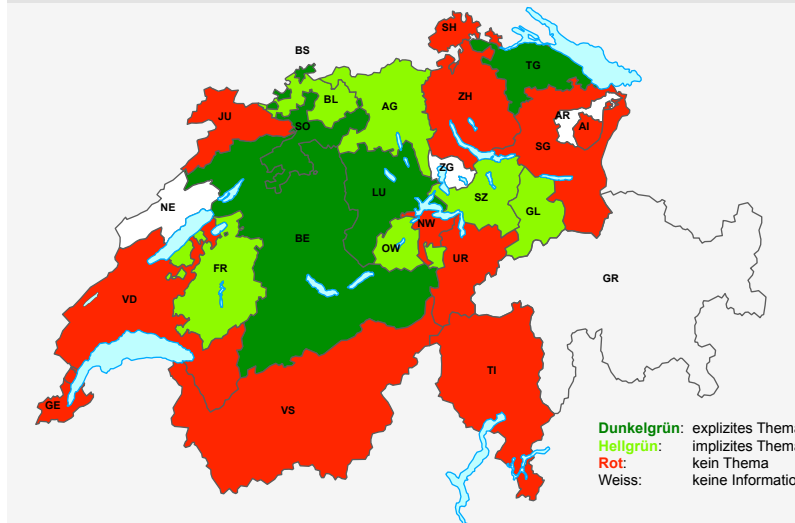 SH
BS
TG
BL
AG
ZH
JU
AR
AI
SO
SG
ZG
LU
SZ
NE
GL
NW
BE
OW
UR
FR
GR
VD
TI
GE
VS
Dunkelgrün: explizites Thema
Hellgrün: implizites Thema
Rot: kein Thema
Weiss: keine Informatio